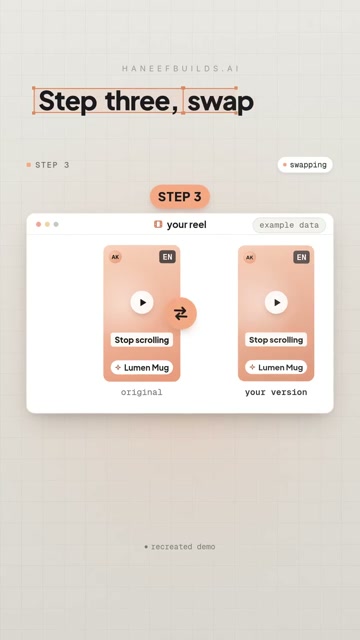 HANEEFBUILDS.AI
Step three, swap
STEP 3
swapping
STEP 3
your reel
example data
AK
EN
Stop scrolling
Lumen Mug
original
AK
EN
Stop scrolling
Lumen Mug
your version
recreated demo